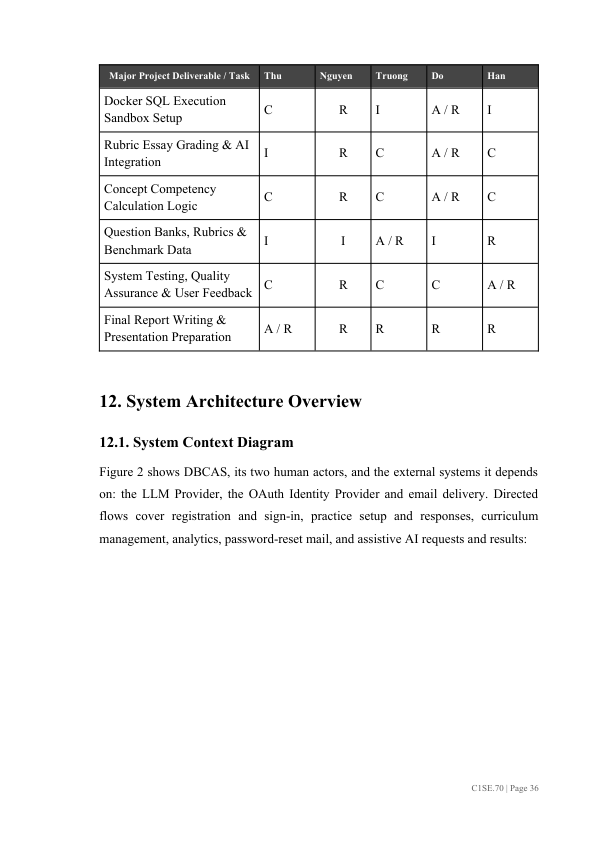 Major Project Deliverable / Task Thu Nguyen Truong Do Han
Docker SQL Execution
Sandbox Setup
C R I A / R I
Rubric Essay Grading & AI
Integration
I R C A / R C
Concept Competency
Calculation Logic
C R C A / R C
Question Banks, Rubrics &
Benchmark Data
I I A / R I R
System Testing, Quality
Assurance & User Feedback
C R C C A / R
Final Report Writing &
Presentation Preparation
A / R R R R R
12. System Architecture Overview
12.1. System Context Diagram
Figure 2 shows DBCAS, its two human actors, and the external systems it depends
on: the LLM Provider, the OAuth Identity Provider and email delivery. Directed
flows cover registration and sign-in, practice setup and responses, curriculum
management, analytics, password-reset mail, and assistive AI requests and results:
C1SE.70 | Page 36